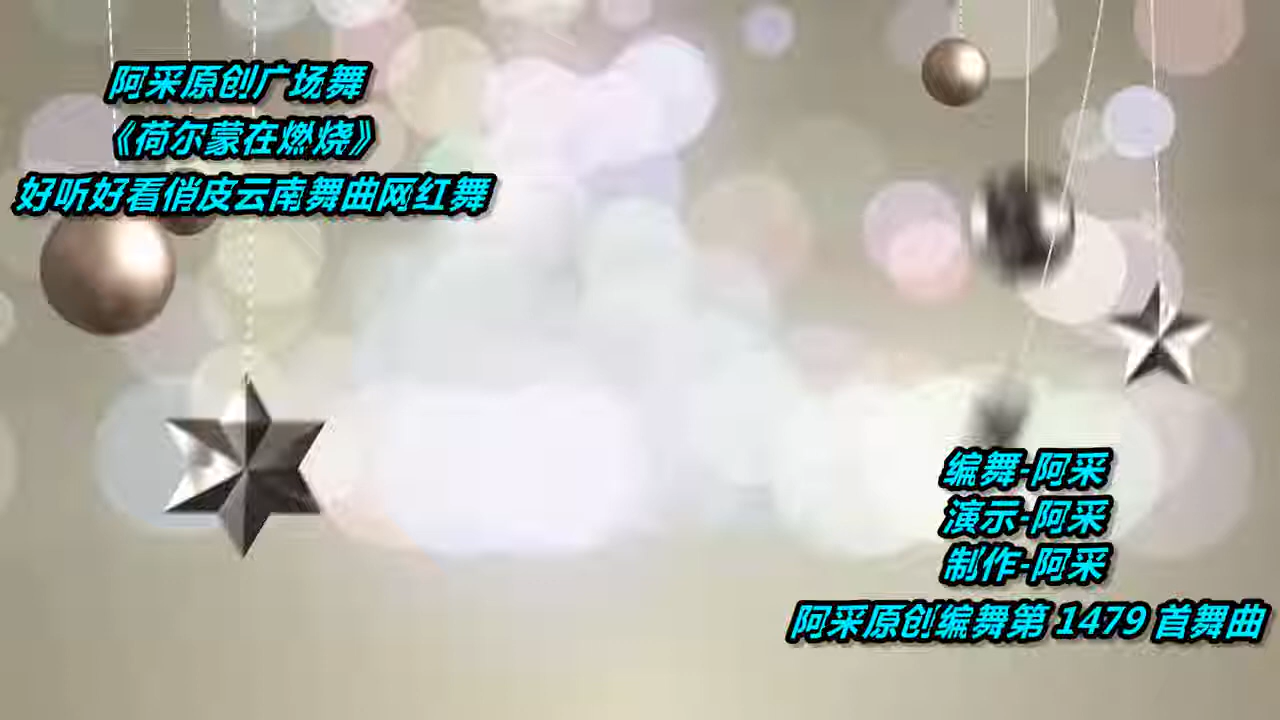 阿采原创广场舞
《荷尔蒙在燃烧》
好听好看俏皮云南舞曲网红舞
编舞-阿采
演示-阿采
制作-阿采
阿采原创编舞第 1479 首舞曲